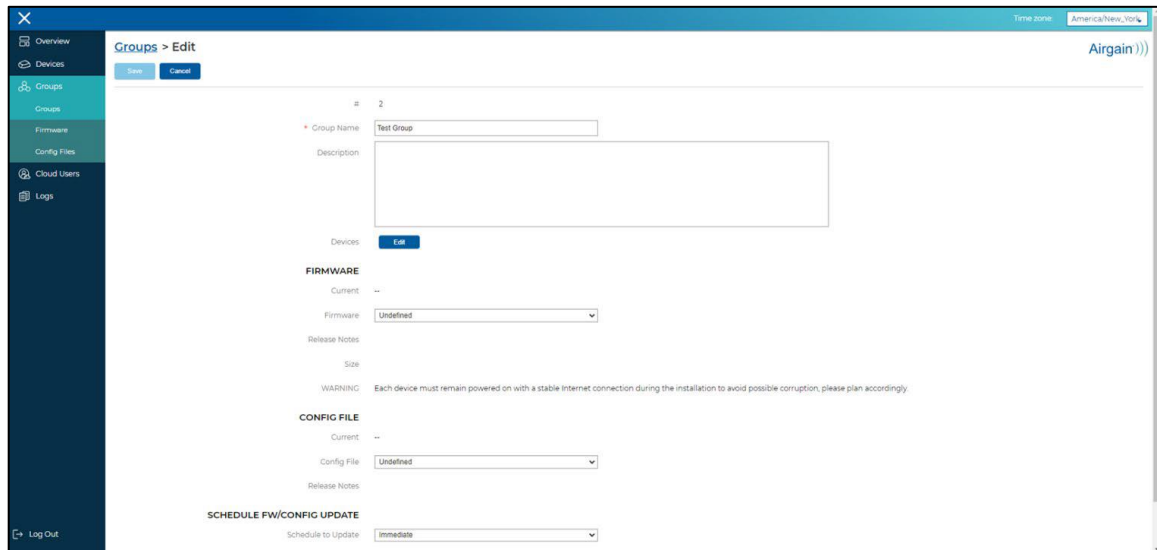 Time zone: America/New_York
Overview
Devices
Groups
Groups
Firmware
Config Files
Cloud Users
Logs
Log Out
Groups > Edit
Airgain
Save Cancel
# 2
* Group Name Test Group
Description
Devices Edit
FIRMWARE
Current --
Firmware Undefined
Release Notes
Size
WARNING Each device must remain powered on with a stable Internet connection during the installation to avoid possible corruption, please plan accordingly.
CONFIG FILE
Current --
Config File Undefined
Release Notes
SCHEDULE FW/CONFIG UPDATE
Schedule to Update Immediate